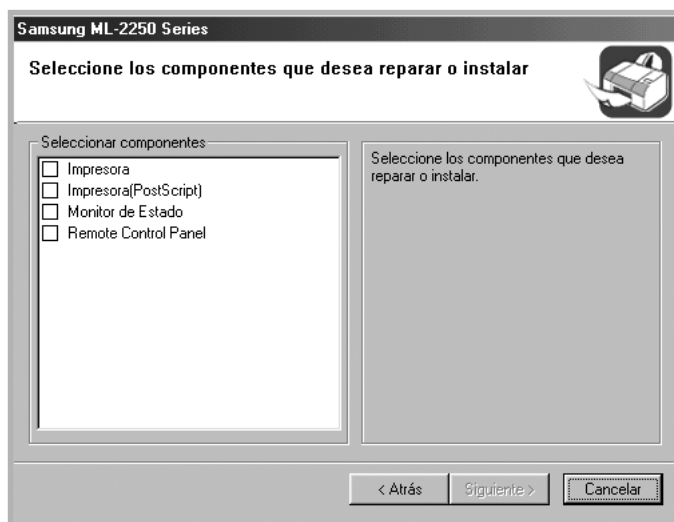 Samsung ML-2250 Series
Seleccione los componentes que desea reparar o instalar
Seleccionar componentes
Impresora
Impresora(PostScript)
Monitor de Estado
Remote Control Panel
Seleccione los componentes que desea
reparar o instalar.
< Atrás
Siguiente >
Cancelar